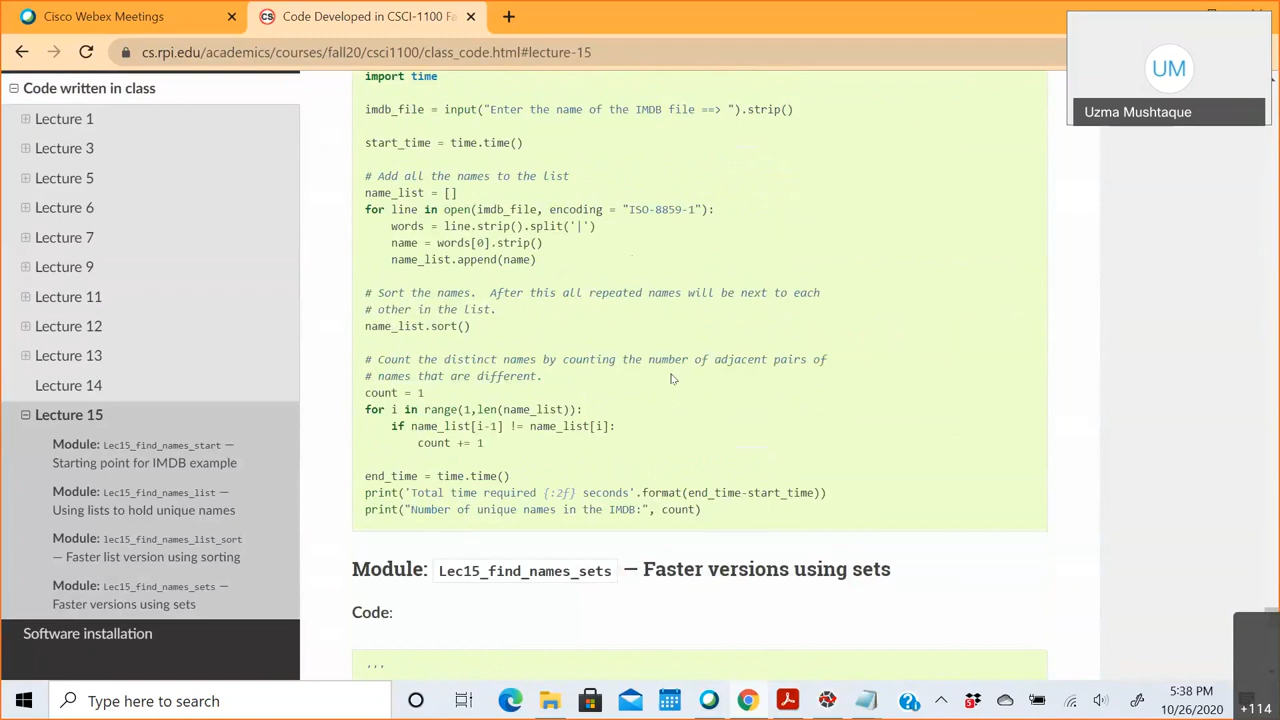 Cisco Webex Meetings
CS
Code Developed in CSCI-1100 Fa
cs.rpi.edu/academics/courses/fall20/csci1100/class_code.html#lecture-15
UM
Uzma Mushtaque
Code written in class
Lecture 1
Lecture 3
Lecture 5
Lecture 6
Lecture 7
Lecture 9
Lecture 11
Lecture 12
Lecture 13
Lecture 14
Lecture 15
Module: Lec15_find_names_start —
Starting point for IMDB example
Module: Lec15_find_names_list —
Using lists to hold unique names
Module: lec15_find_names_list_sort
— Faster list version using sorting
Module: Lec15_find_names_sets —
Faster versions using sets
Software installation
import time
imdb_file = input("Enter the name of the IMDB file ==> ").strip()
start_time = time.time()
# Add all the names to the list
name_list = []
for line in open(imdb_file, encoding = "ISO-8859-1"):
words = line.strip().split('|')
name = words[0].strip()
name_list.append(name)
# Sort the names.  After this all repeated names will be next to each
# other in the list.
name_list.sort()
# Count the distinct names by counting the number of adjacent pairs of
# names that are different.
count = 1
for i in range(1,len(name_list)):
if name_list[i-1] != name_list[i]:
count += 1
end_time = time.time()
print('Total time required {:2f} seconds'.format(end_time-start_time))
print("Number of unique names in the IMDB:", count)
Module: Lec15_find_names_sets — Faster versions using sets
Code:
'''
Type here to search
5:38 PM
10/26/2020
+114